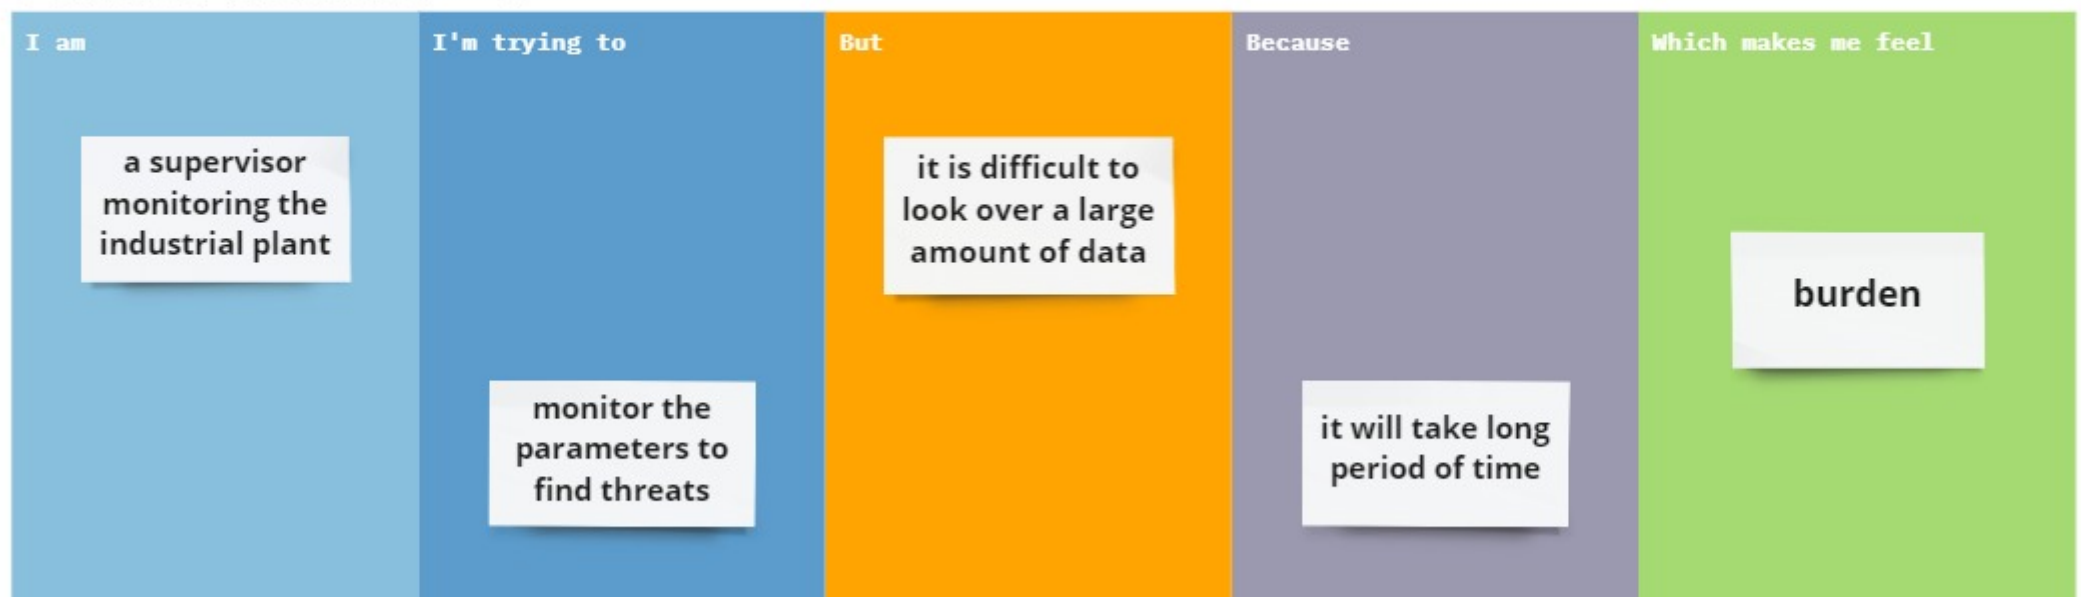 I am
a supervisor
monitoring the
industrial plant
I'm trying to
monitor the
parameters to
find threats
But
it is difficult to
look over a large
amount of data
Because
it will take long
period of time
Which makes me feel
burden